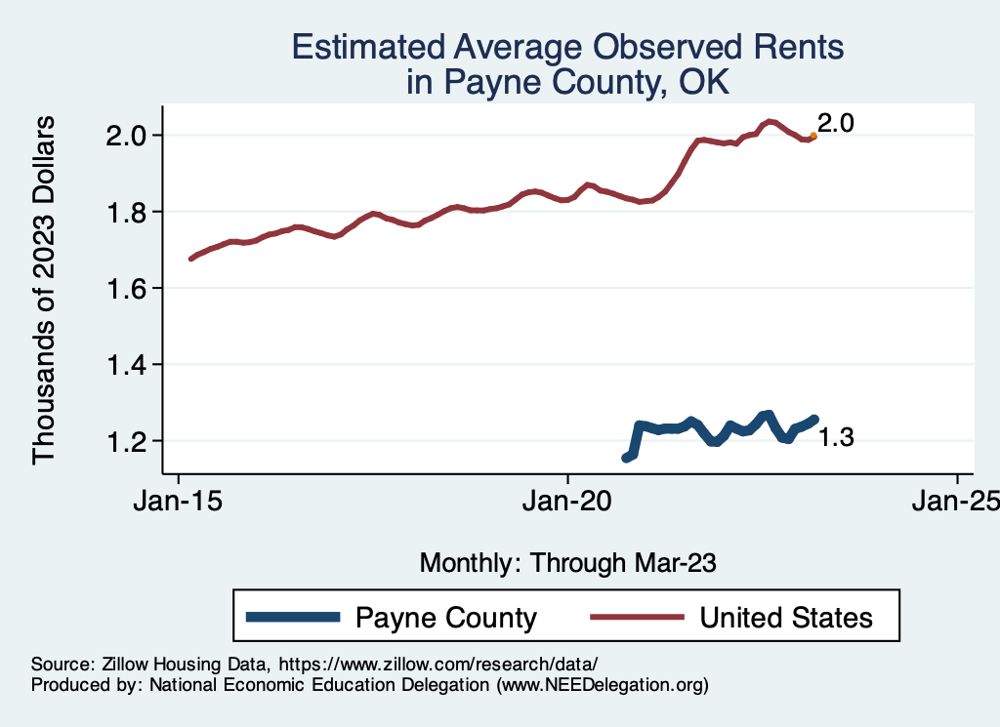 Estimated Average Observed Rents
in Payne County, OK
Thousands of 2023 Dollars
2.0
1.8
1.6
1.4
1.2
2.0
1.3
Jan-15
Jan-20
Jan-25
Monthly: Through Mar-23
Payne County
United States
Source: Zillow Housing Data, https://www.zillow.com/research/data/
Produced by: National Economic Education Delegation (www.NEEDelegation.org)